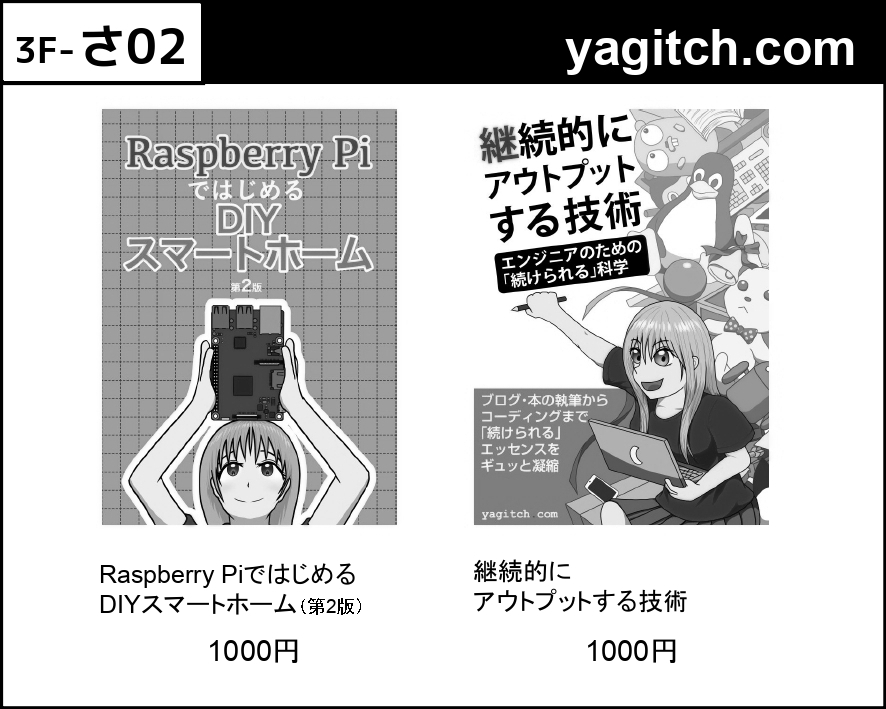 3F-さ02
yagitch.com
Raspberry Pi
ではじめる
DIY
スマートホーム
第2版
継続的に
アウトプット
する技術
エンジニアのための
「続けられる」科学
ブログ・本の執筆から
コーディングまで
「続けられる」
エッセンスを
ギュッと凝縮
yagitch.com
Raspberry Piではじめる
DIYスマートホーム（第2版）
1000円
継続的に
アウトプットする技術
1000円